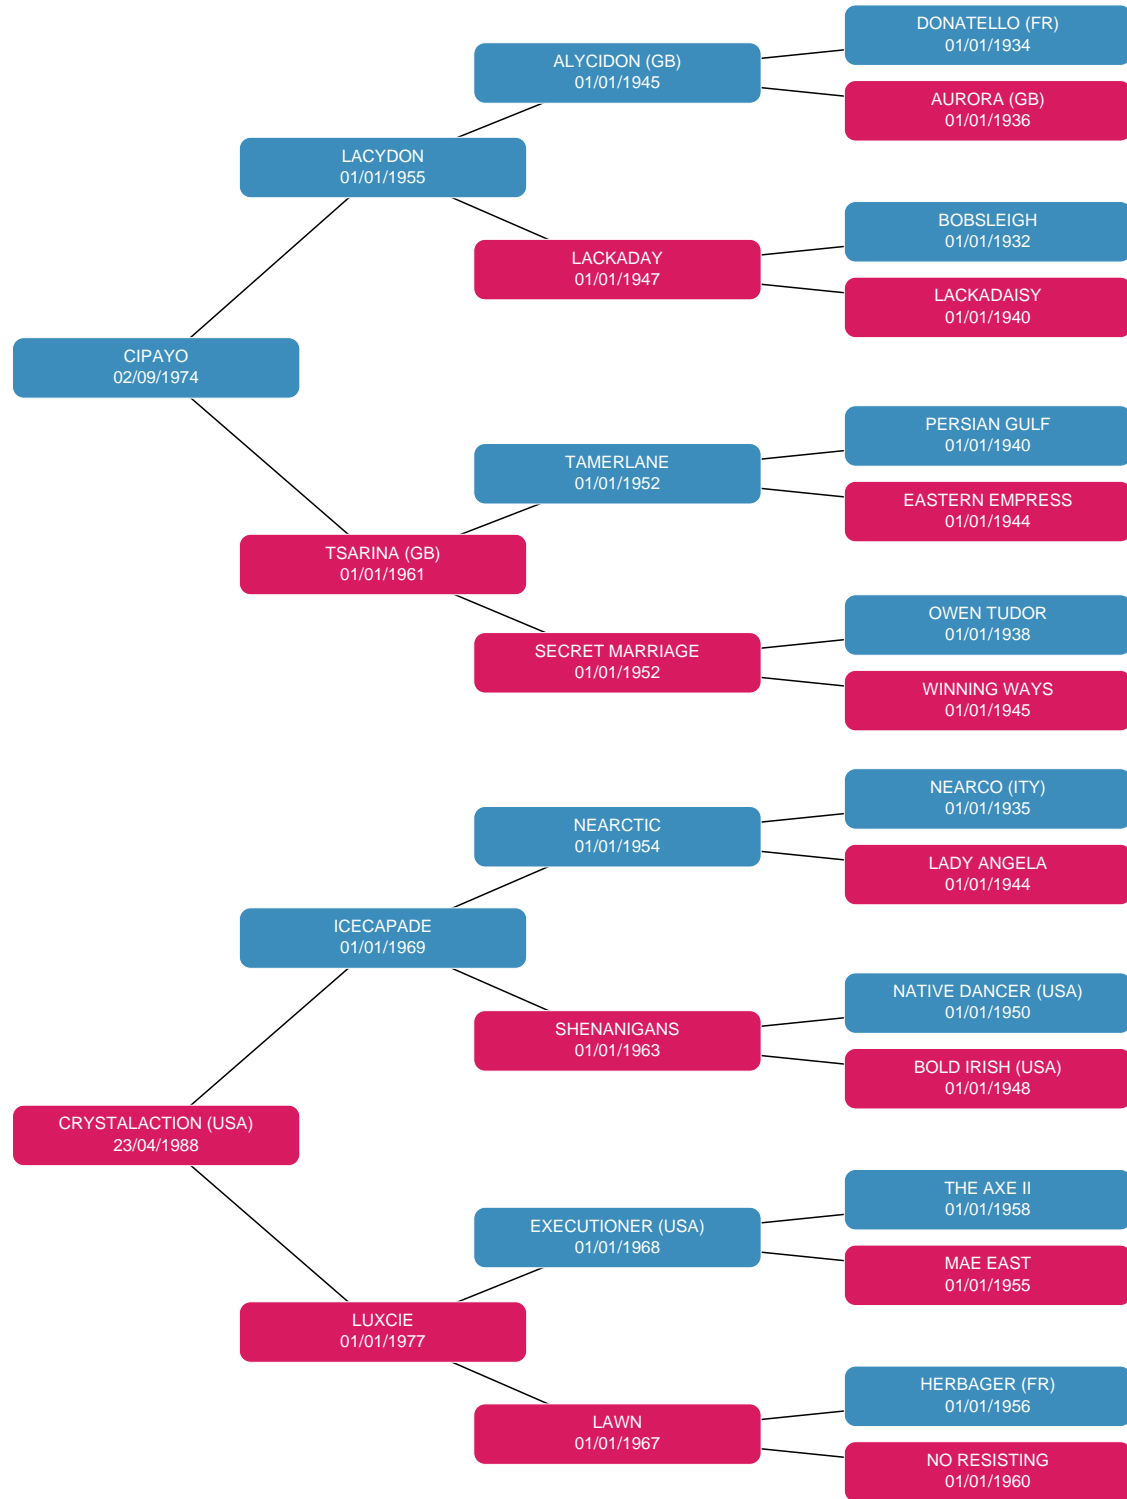 DONATELLO (FR)
01/01/1934
ALYCIDON (GB)
01/01/1945
AURORA (GB)
01/01/1936
LACYDON
01/01/1955
BOBSLEIGH
01/01/1932
LACKADAY
01/01/1947
LACKADAISY
01/01/1940
CIPAYO
02/09/1974
PERSIAN GULF
01/01/1940
TAMERLANE
01/01/1952
EASTERN EMPRESS
01/01/1944
TSARINA (GB)
01/01/1961
OWEN TUDOR
01/01/1938
SECRET MARRIAGE
01/01/1952
WINNING WAYS
01/01/1945
NEARCO (ITY)
01/01/1935
NEARCTIC
01/01/1954
LADY ANGELA
01/01/1944
ICECAPADE
01/01/1969
NATIVE DANCER (USA)
01/01/1950
SHENANIGANS
01/01/1963
BOLD IRISH (USA)
01/01/1948
CRYSTALACTION (USA)
23/04/1988
THE AXE II
01/01/1958
EXECUTIONER (USA)
01/01/1968
MAE EAST
01/01/1955
LUXCIE
01/01/1977
HERBAGER (FR)
01/01/1956
LAWN
01/01/1967
NO RESISTING
01/01/1960